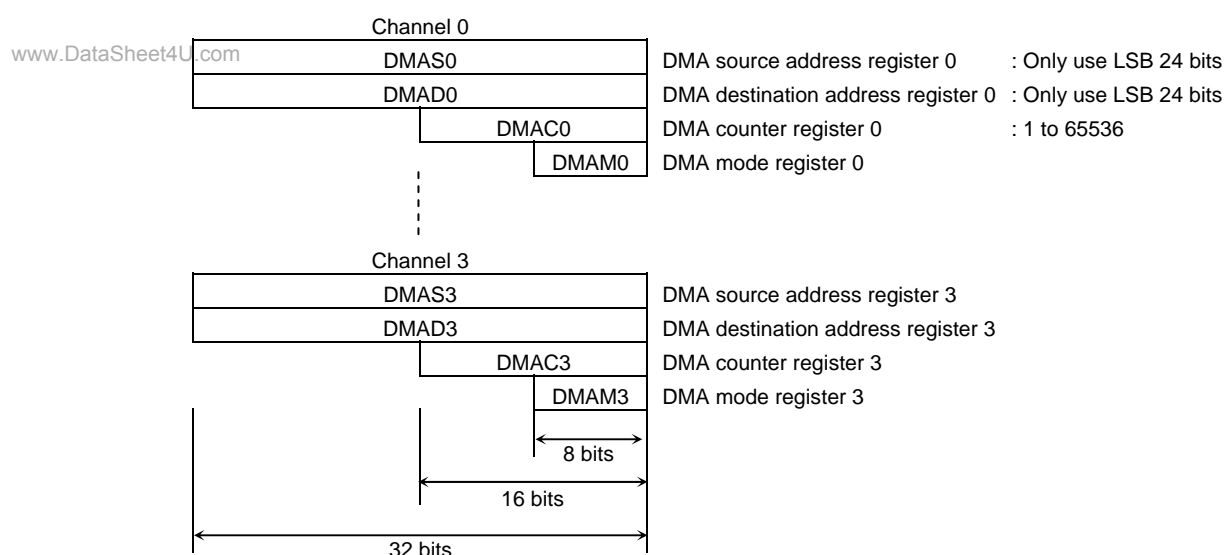 Channel 0
www.DataSheet4U.com
DMAS0 DMA source address register 0 : Only use LSB 24 bits
DMAD0 DMA destination address register 0 : Only use LSB 24 bits
DMAC0 DMA counter register 0 : 1 to 65536
DMAM0 DMA mode register 0
Channel 3
DMAS3 DMA source address register 3
DMAD3 DMA destination address register 3
DMAC3 DMA counter register 3
DMAM3 DMA mode register 3
8 bits
16 bits
32 bits